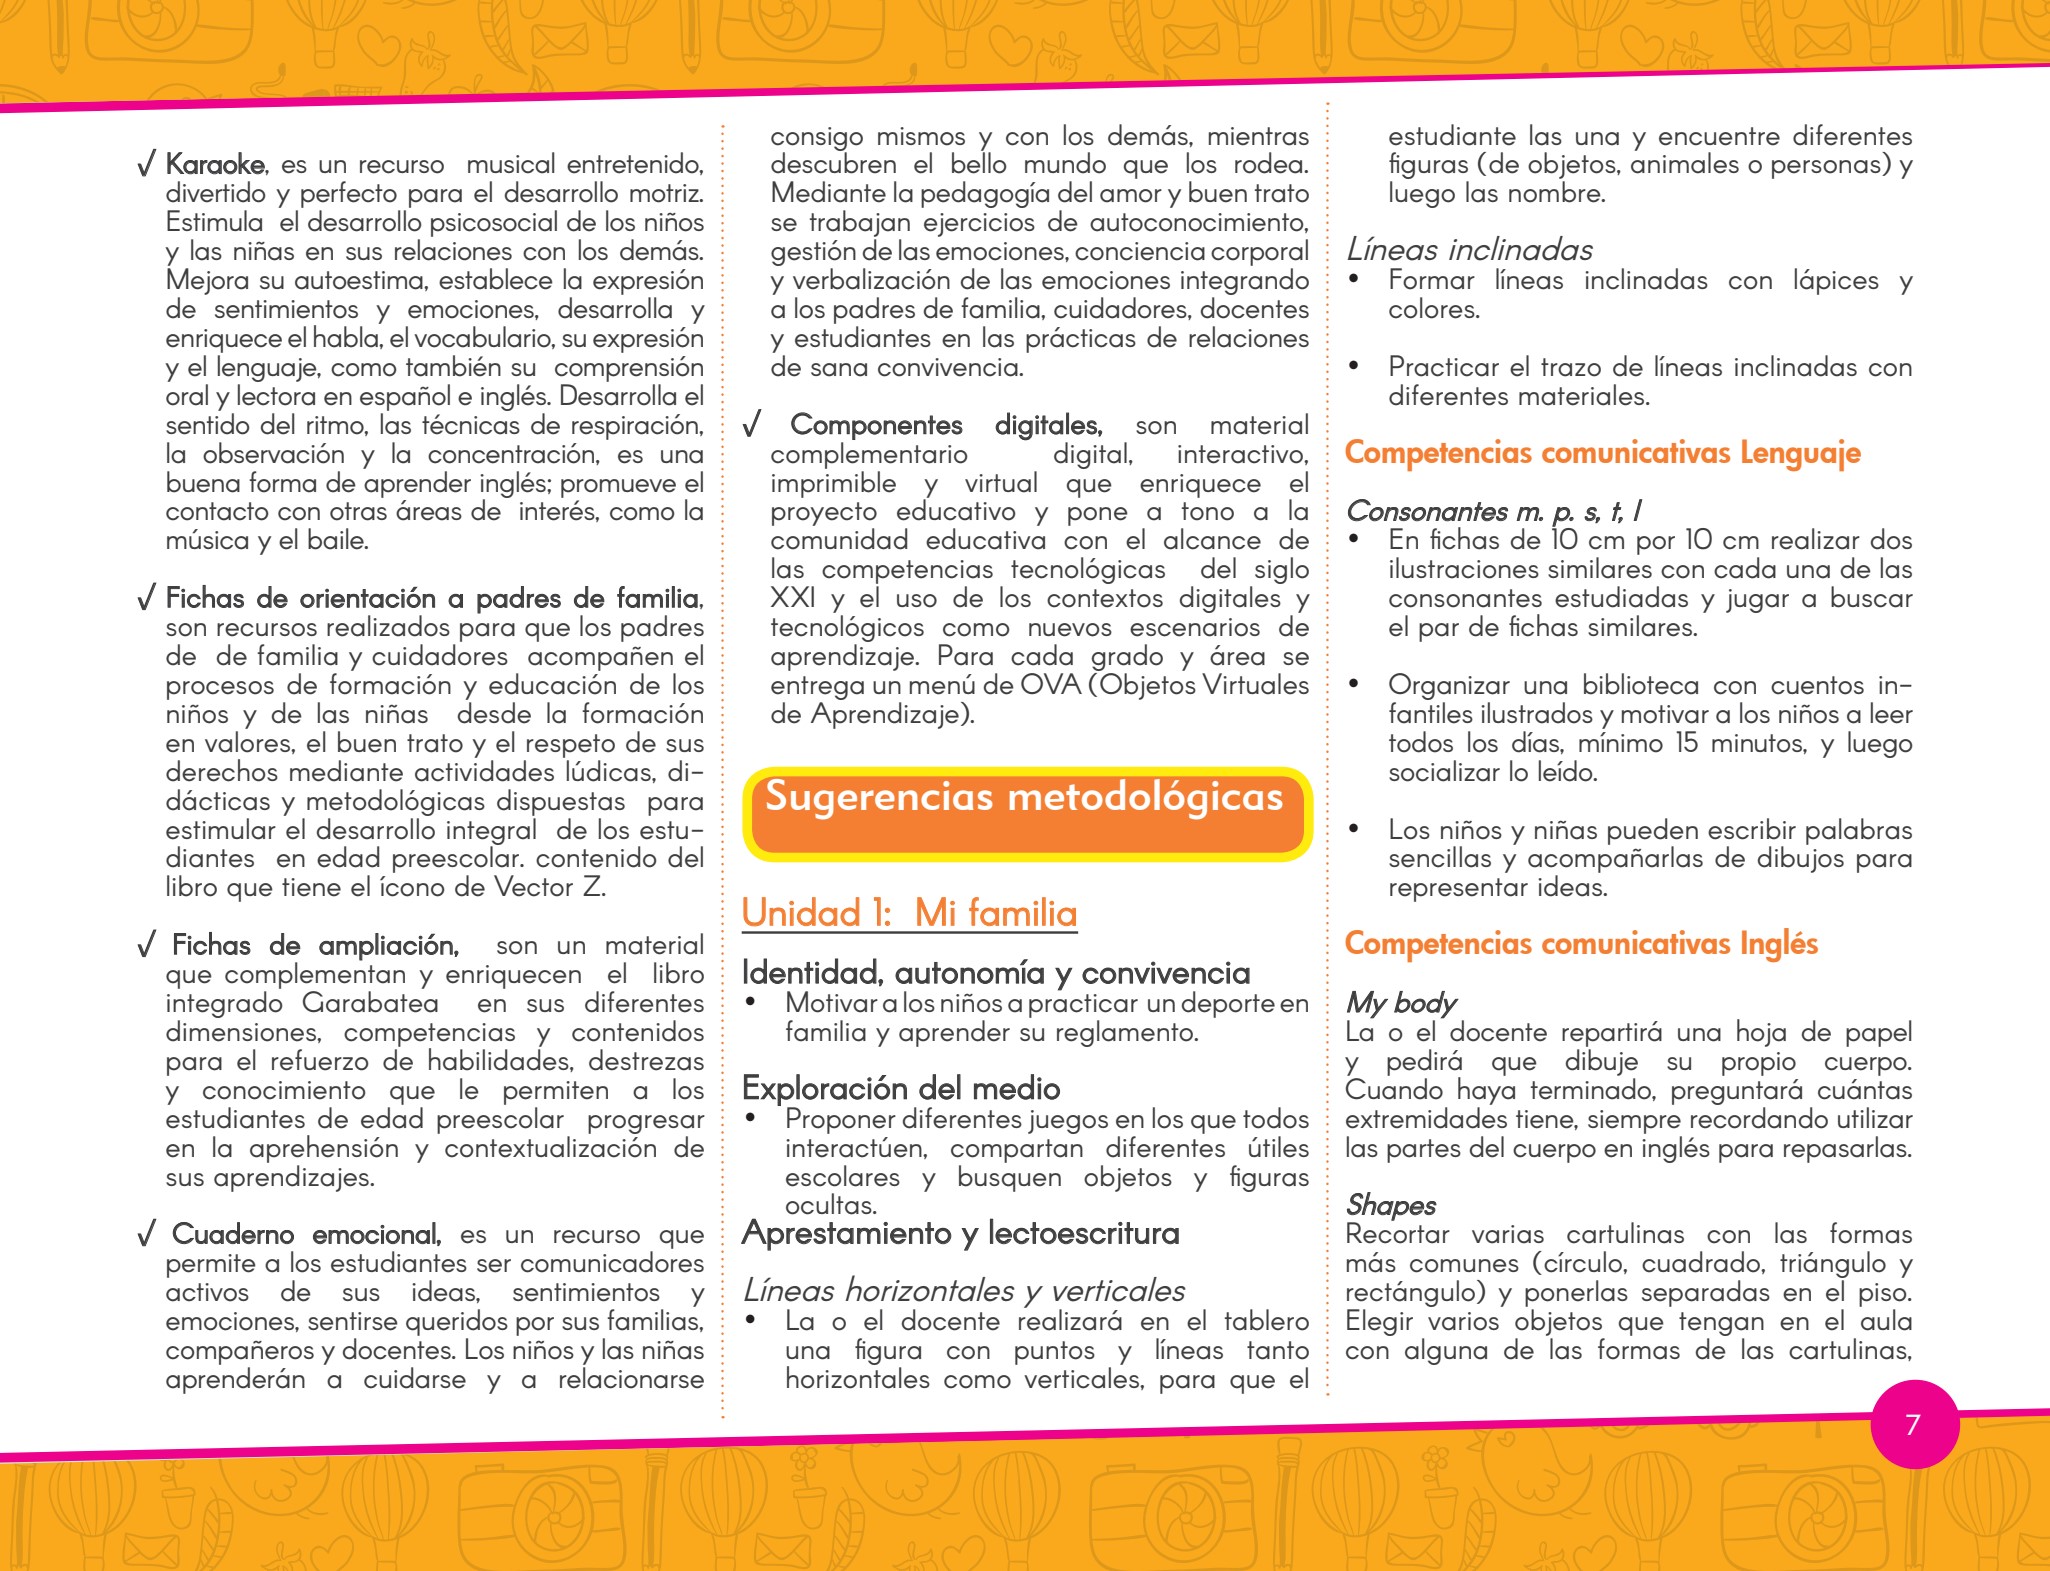 √ Karaoke, es un recurso musical entretenido,
divertido y perfecto para el desarrollo motriz.
Estimula el desarrollo psicosocial de los niños
y las niñas en sus relaciones con los demás.
Mejora su autoestima, establece la expresión
de sentimientos y emociones, desarrolla y
enriquece el habla, el vocabulario, su expresión
y el lenguaje, como también su comprensión
oral y lectora en español e inglés. Desarrolla el
sentido del ritmo, las técnicas de respiración,
la observación y la concentración, es una
buena forma de aprender inglés; promueve el
contacto con otras áreas de interés, como la
música y el baile.
√ Fichas de orientación a padres de familia,
son recursos realizados para que los padres
de de familia y cuidadores acompañen el
procesos de formación y educación de los
niños y de las niñas desde la formación
en valores, el buen trato y el respeto de sus
derechos mediante actividades lúdicas, di-
dácticas y metodológicas dispuestas para
estimular el desarrollo integral de los estu-
diantes en edad preescolar. contenido del
libro que tiene el ícono de Vector Z.
√ Fichas de ampliación, son un material
que complementan y enriquecen el libro
integrado Garabatea en sus diferentes
dimensiones, competencias y contenidos
para el refuerzo de habilidades, destrezas
y conocimiento que le permiten a los
estudiantes de edad preescolar progresar
en la aprehensión y contextualización de
sus aprendizajes.
√ Cuaderno emocional, es un recurso que
permite a los estudiantes ser comunicadores
activos de sus ideas, sentimientos y
emociones, sentirse queridos por sus familias,
compañeros y docentes. Los niños y las niñas
aprenderán a cuidarse y a relacionarse
consigo mismos y con los demás, mientras
descubren el bello mundo que los rodea.
Mediante la pedagogía del amor y buen trato
se trabajan ejercicios de autoconocimiento,
gestión de las emociones, conciencia corporal
y verbalización de las emociones integrando
a los padres de familia, cuidadores, docentes
y estudiantes en las prácticas de relaciones
de sana convivencia.
√ Componentes digitales, son material
complementario digital, interactivo,
imprimible y virtual que enriquece el
proyecto educativo y pone a tono a la
comunidad educativa con el alcance de
las competencias tecnológicas del siglo
XXI y el uso de los contextos digitales y
tecnológicos como nuevos escenarios de
aprendizaje. Para cada grado y área se
entrega un menú de OVA (Objetos Virtuales
de Aprendizaje).
Sugerencias metodológicas
Unidad 1: Mi familia
Identidad, autonomía y convivencia
• Motivar a los niños a practicar un deporte en
familia y aprender su reglamento.
Exploración del medio
• Proponer diferentes juegos en los que todos
interactúen, compartan diferentes útiles
escolares y busquen objetos y figuras
ocultas.
Aprestamiento y lectoescritura
Líneas horizontales y verticales
• La o el docente realizará en el tablero
una figura con puntos y líneas tanto
horizontales como verticales, para que el
estudiante las una y encuentre diferentes
figuras (de objetos, animales o personas) y
luego las nombre.
Líneas inclinadas
• Formar líneas inclinadas con lápices y
colores.
• Practicar el trazo de líneas inclinadas con
diferentes materiales.
Competencias comunicativas Lenguaje
Consonantes m. p. s, t, l
• En fichas de 10 cm por 10 cm realizar dos
ilustraciones similares con cada una de las
consonantes estudiadas y jugar a buscar
el par de fichas similares.
• Organizar una biblioteca con cuentos in-
fantiles ilustrados y motivar a los niños a leer
todos los días, mínimo 15 minutos, y luego
socializar lo leído.
• Los niños y niñas pueden escribir palabras
sencillas y acompañarlas de dibujos para
representar ideas.
Competencias comunicativas Inglés
My body
La o el docente repartirá una hoja de papel
y pedirá que dibuje su propio cuerpo.
Cuando haya terminado, preguntará cuántas
extremidades tiene, siempre recordando utilizar
las partes del cuerpo en inglés para repasarlas.
Shapes
Recortar varias cartulinas con las formas
más comunes (círculo, cuadrado, triángulo y
rectángulo) y ponerlas separadas en el piso.
Elegir varios objetos que tengan en el aula
con alguna de las formas de las cartulinas,
7